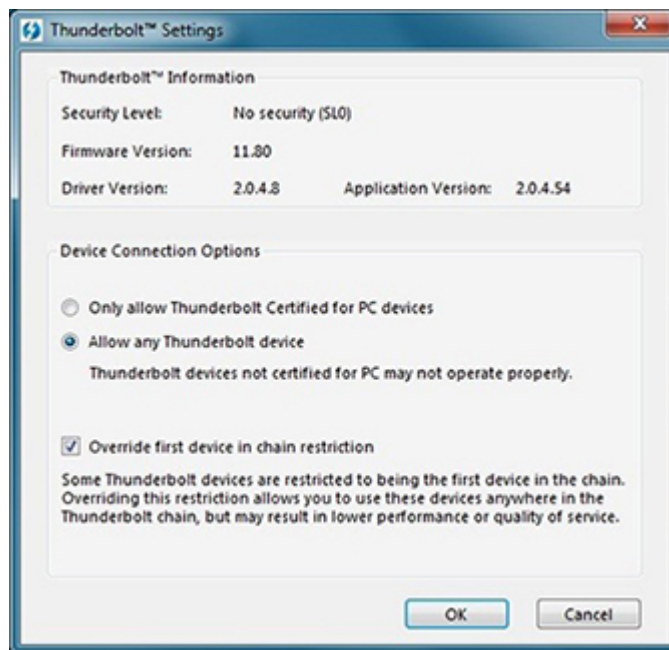 Thunderbolt™ Settings
Thunderbolt™ Information
Security Level: No security (SL0)
Firmware Version: 11.80
Driver Version: 2.0.4.8 Application Version: 2.0.4.54
Device Connection Options
Only allow Thunderbolt Certified for PC devices
Allow any Thunderbolt device
Thunderbolt devices not certified for PC may not operate properly.
Override first device in chain restriction
Some Thunderbolt devices are restricted to being the first device in the chain.
Overriding this restriction allows you to use these devices anywhere in the
Thunderbolt chain, but may result in lower performance or quality of service.
OK Cancel